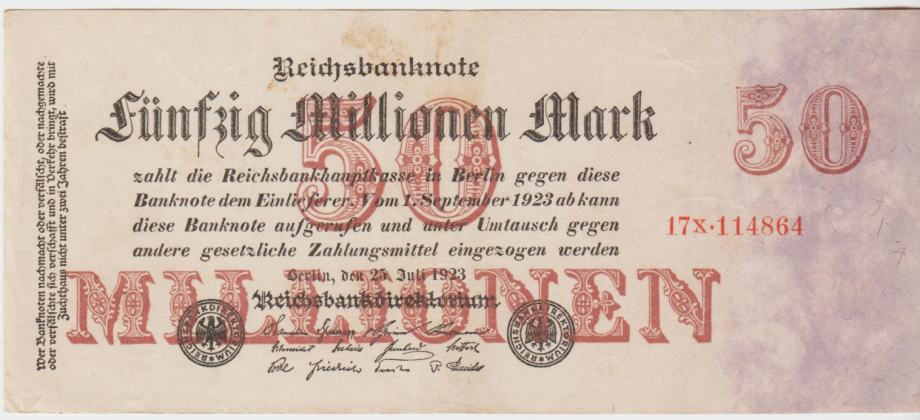 Reichsbanknote
Fünfzig Millionen Mark
50
50
zahlt die Reichsbankhauptkasse in Berlin gegen diese
Banknote dem Einlieferer. Vom 1. September 1923 ab kann
diese Banknote aufgerufen und unter Umtausch gegen
andere gesetzliche Zahlungsmittel eingezogen werden
17X·114864
Berlin, den 25. Juli 1923
Reichsbankdirektorium
MILLIONEN
REICHSBANKDIREKTORIUM
REICHSBANKDIREKTORIUM
Wer Banknoten nachmacht oder verfälscht, oder nachgemachte
oder verfälschte sich verschafft und in Verkehr bringt, wird mit
Zuchthaus nicht unter zwei Jahren bestraft